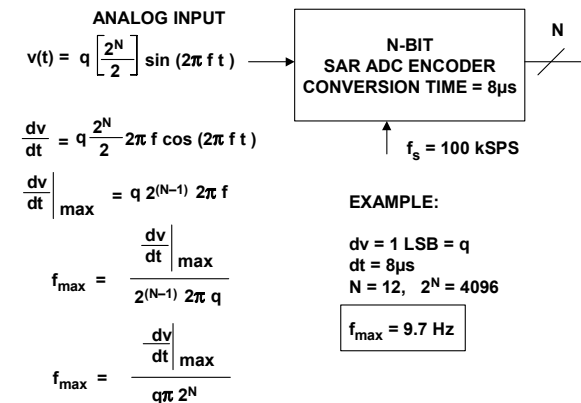 ANALOG INPUT
v(t) = q [2^N / 2] sin (2π f t )
N-BIT
SAR ADC ENCODER
CONVERSION TIME = 8µs
N
f_s = 100 kSPS
dv/dt = q 2^N/2 2π f cos (2π f t )
dv/dt |max = q 2^(N–1) 2π f
f_max = dv/dt |max / 2^(N–1) 2π q
f_max = dv/dt |max / qπ 2^N
EXAMPLE:
dv = 1 LSB = q
dt = 8µs
N = 12, 2^N = 4096
f_max = 9.7 Hz